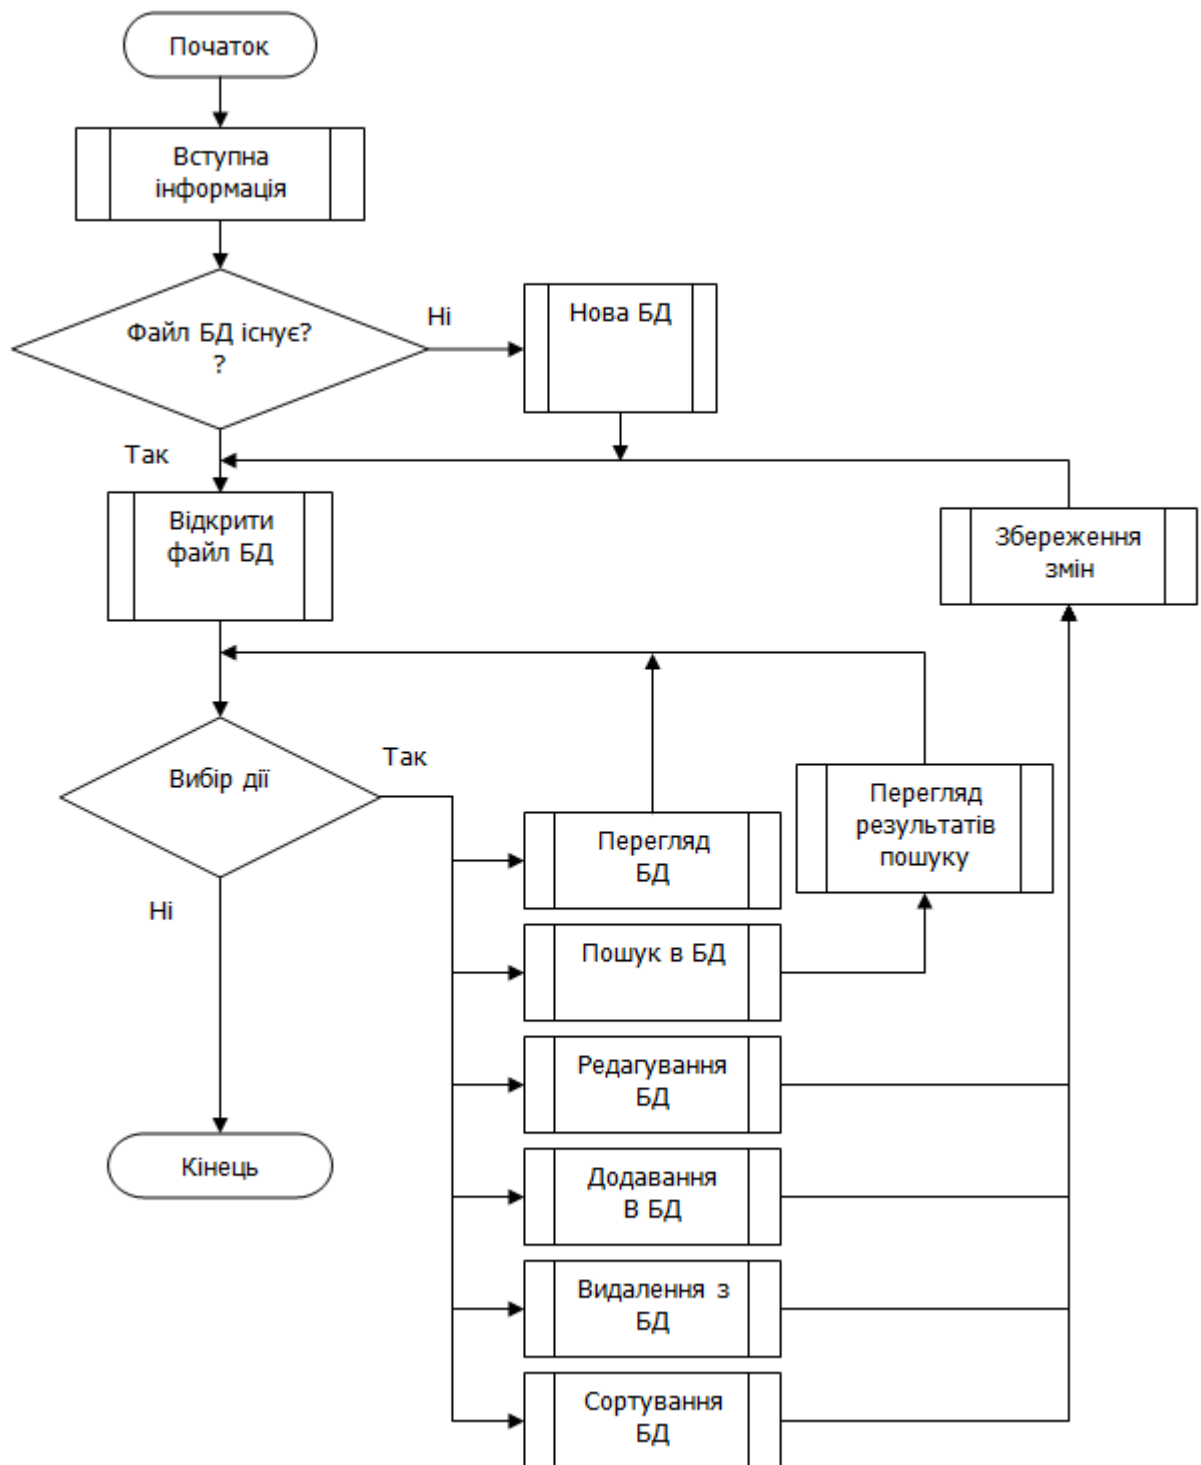 Початок
Вступна
інформація
Файл БД існує?
?
Ні
Нова БД
Так
Відкрити
файл БД
Збереження
змін
Вибір дії
Так
Перегляд
результатів
пошуку
Перегляд
БД
Ні
Пошук в БД
Редагування
БД
Кінець
Додавання
В БД
Видалення з
БД
Сортування
БД